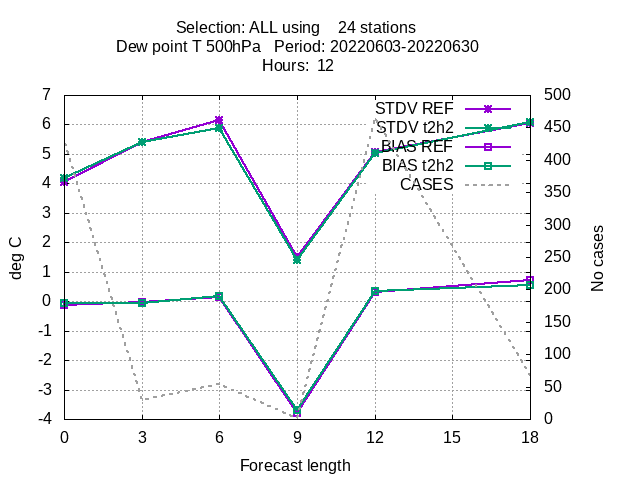 Selection: ALL using    24 stations
Dew point T 500hPa   Period: 20220603-20220630
Hours: 12
7
6
5
4
3
2
1
0
-1
-2
-3
-4
deg C
500
450
400
350
300
250
200
150
100
50
0
No cases
STDV REF
STDV t2h2
BIAS REF
BIAS t2h2
CASES
0 3 6 9 12 15 18
Forecast length